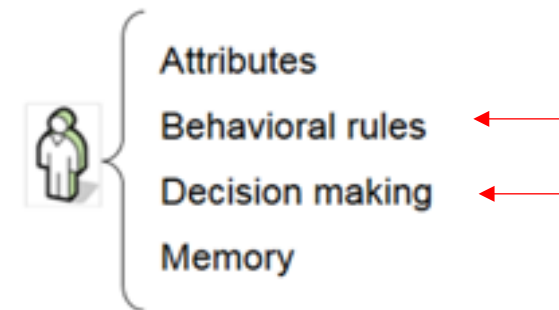 Attributes
Behavioral rules
Decision making
Memory